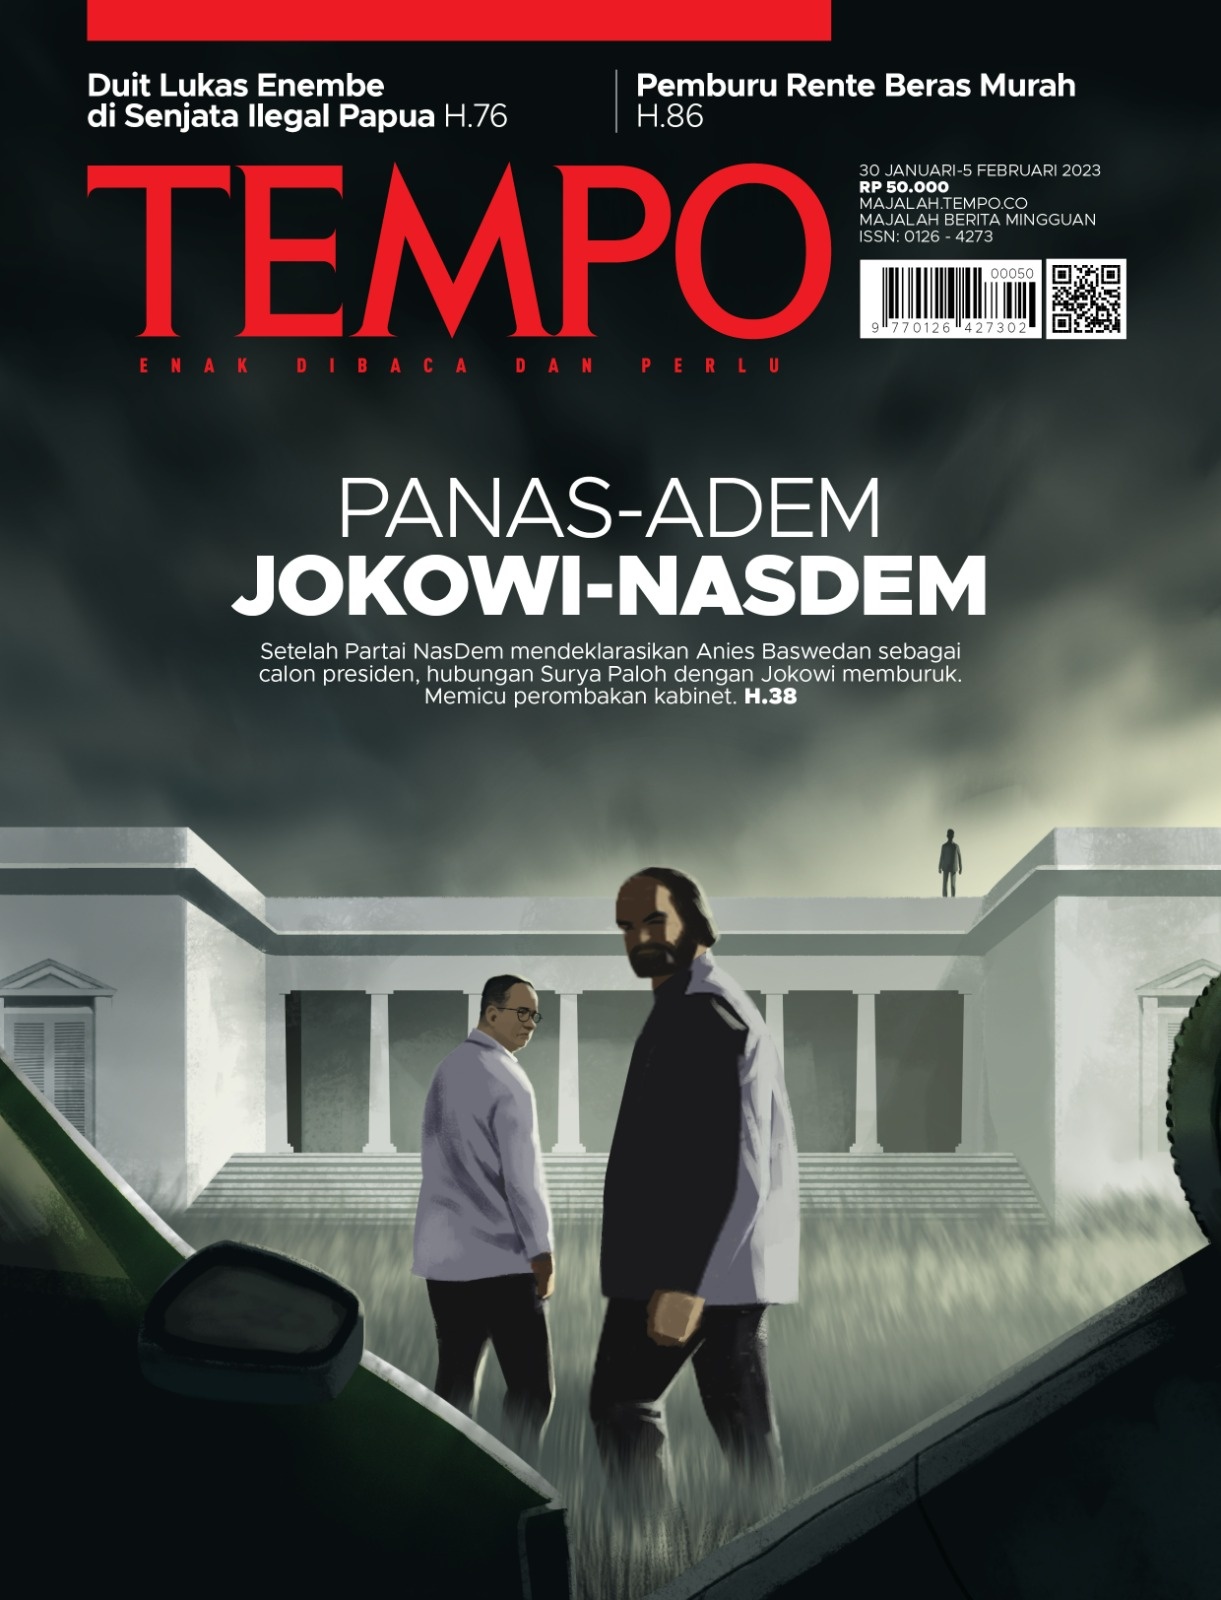 Duit Lukas Enembe
di Senjata Ilegal Papua H.76
Pemburu Rente Beras Murah
H.86
TEMPO
ENAK DIBACA DAN PERLU
30 JANUARI-5 FEBRUARI 2023
RP 50.000
MAJALAH.TEMPO.CO
MAJALAH BERITA MINGGUAN
ISSN: 0126 - 4273
00050
9 770126 427302
PANAS-ADEM
JOKOWI-NASDEM
Setelah Partai NasDem mendeklarasikan Anies Baswedan sebagai
calon presiden, hubungan Surya Paloh dengan Jokowi memburuk.
Memicu perombakan kabinet. H.38